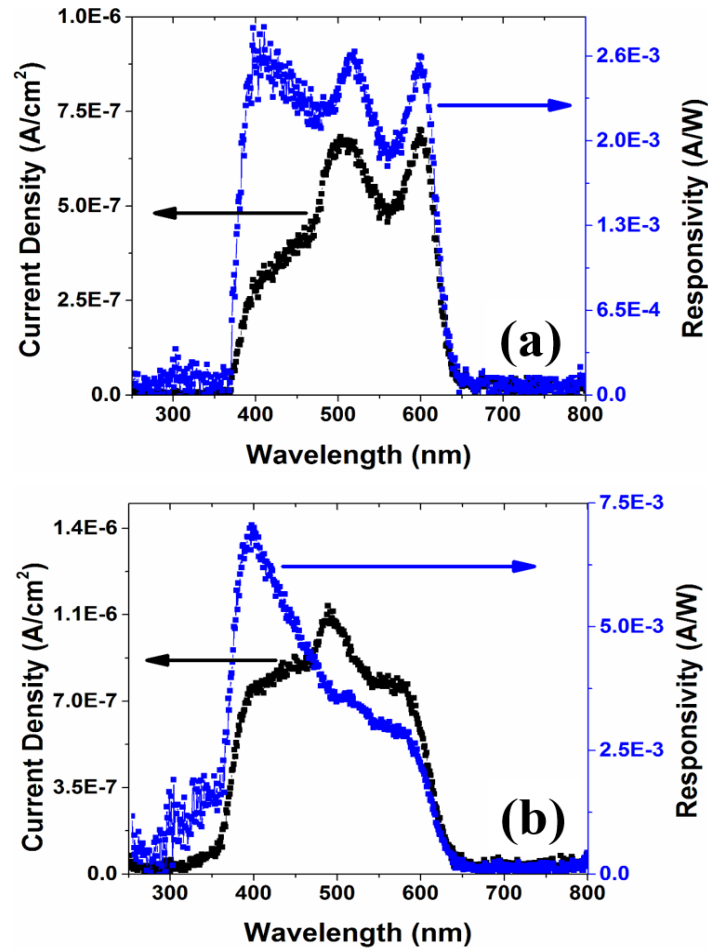 1.0E-6
7.5E-7
5.0E-7
2.5E-7
0.0
Current Density (A/cm²)
2.6E-3
2.0E-3
1.3E-3
6.5E-4
0.0
Responsivity (A/W)
(a)
300 400 500 600 700 800
Wavelength (nm)
1.4E-6
1.1E-6
7.0E-7
3.5E-7
0.0
Current Density (A/cm²)
7.5E-3
5.0E-3
2.5E-3
0.0
Responsivity (A/W)
(b)
300 400 500 600 700 800
Wavelength (nm)